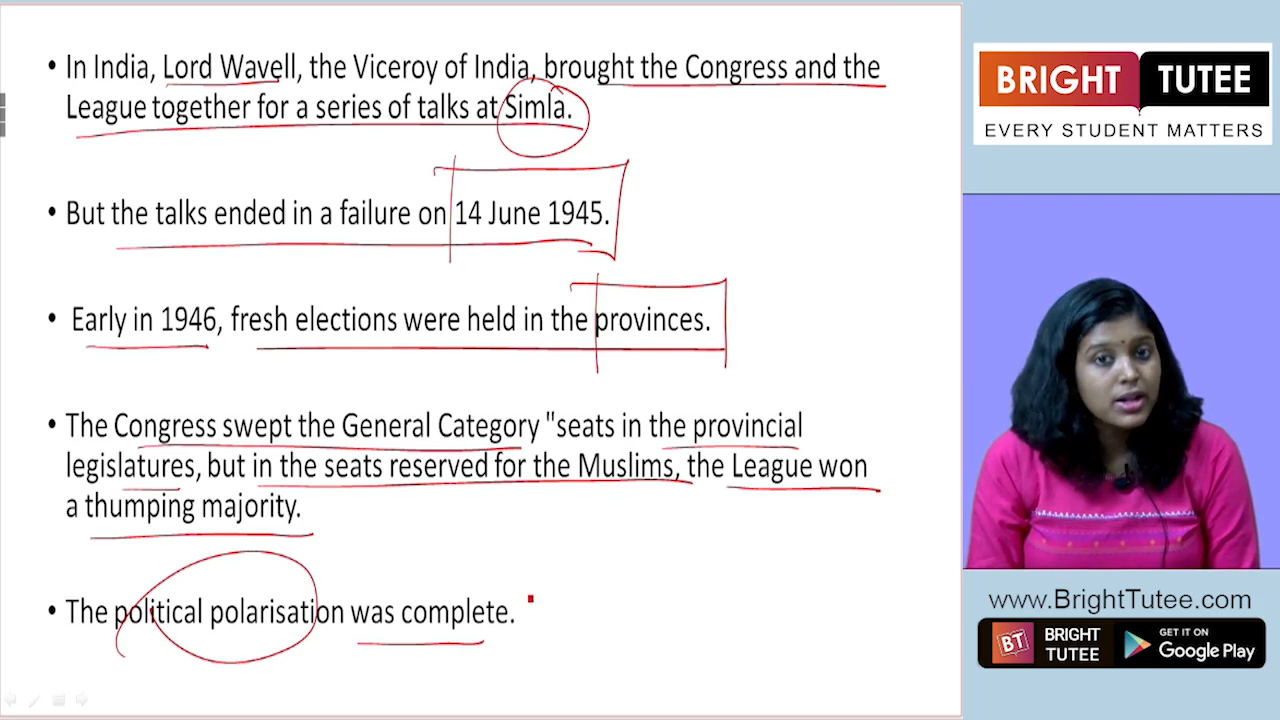 • In India, Lord Wavell, the Viceroy of India, brought the Congress and the
League together for a series of talks at Simla.
• But the talks ended in a failure on 14 June 1945.
• Early in 1946, fresh elections were held in the provinces.
• The Congress swept the General Category "seats in the provincial
legislatures, but in the seats reserved for the Muslims, the League won
a thumping majority.
• The political polarisation was complete.
BRIGHT TUTEE
EVERY STUDENT MATTERS
www.BrightTutee.com
BT
BRIGHT
TUTEE
GET IT ON
Google Play